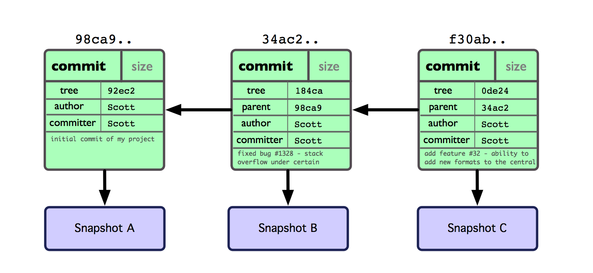 98ca9..
34ac2..
f30ab..
commit size
tree 92ec2
author Scott
committer Scott
initial commit of my project
commit size
tree 184ca
parent 98ca9
author Scott
committer Scott
fixed bug #1328 - stack
overflow under certain
commit size
tree 0de24
parent 34ac2
author Scott
committer Scott
add feature #32 - ability to
add new formats to the central
Snapshot A
Snapshot B
Snapshot C